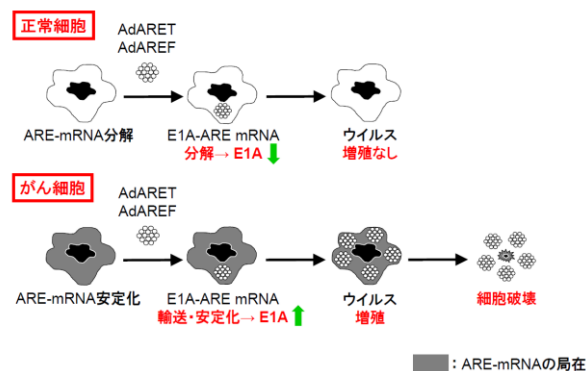 正常細胞
AdARET
AdAREF
ARE-mRNA分解
E1A-ARE mRNA
分解→ E1A
ウイルス
増殖なし
がん細胞
AdARET
AdAREF
ARE-mRNA安定化
E1A-ARE mRNA
輸送・安定化→ E1A
ウイルス
増殖
細胞破壊
: ARE-mRNAの局在